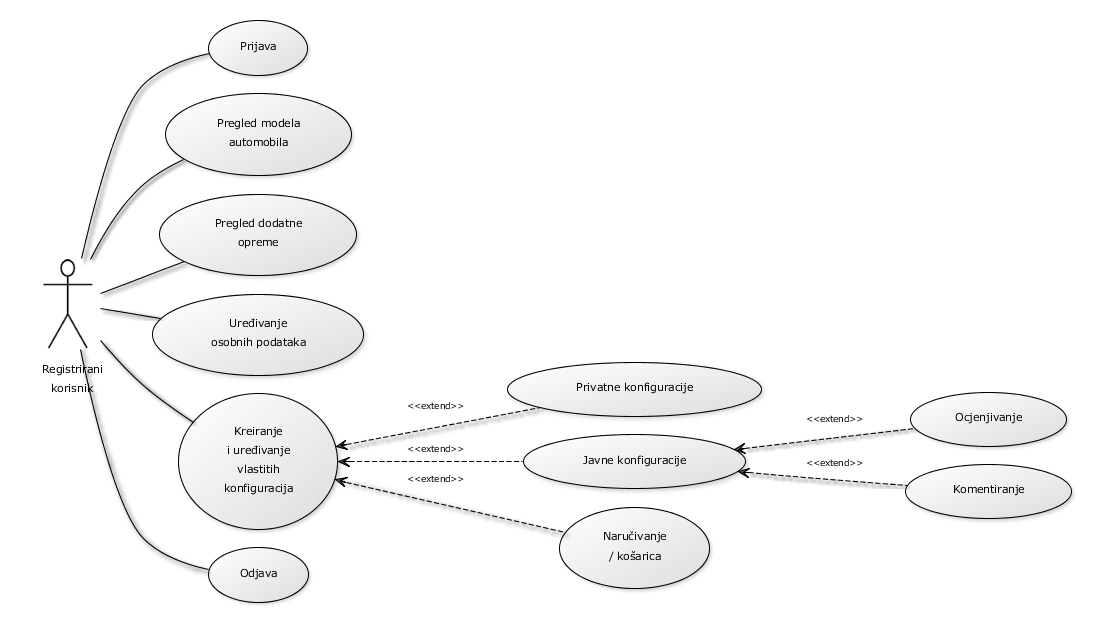 Prijava
Pregled modela
automobila
Pregled dodatne
opreme
Uređivanje
osobnih podataka
Registrirani
korisnik
Kreiranje
i uređivanje
vlastitih
konfiguracija
Odjava
<<extend>>
<<extend>>
<<extend>>
Privatne konfiguracije
Javne konfiguracije
Naručivanje
/ košarica
<<extend>>
<<extend>>
Ocjenjivanje
Komentiranje